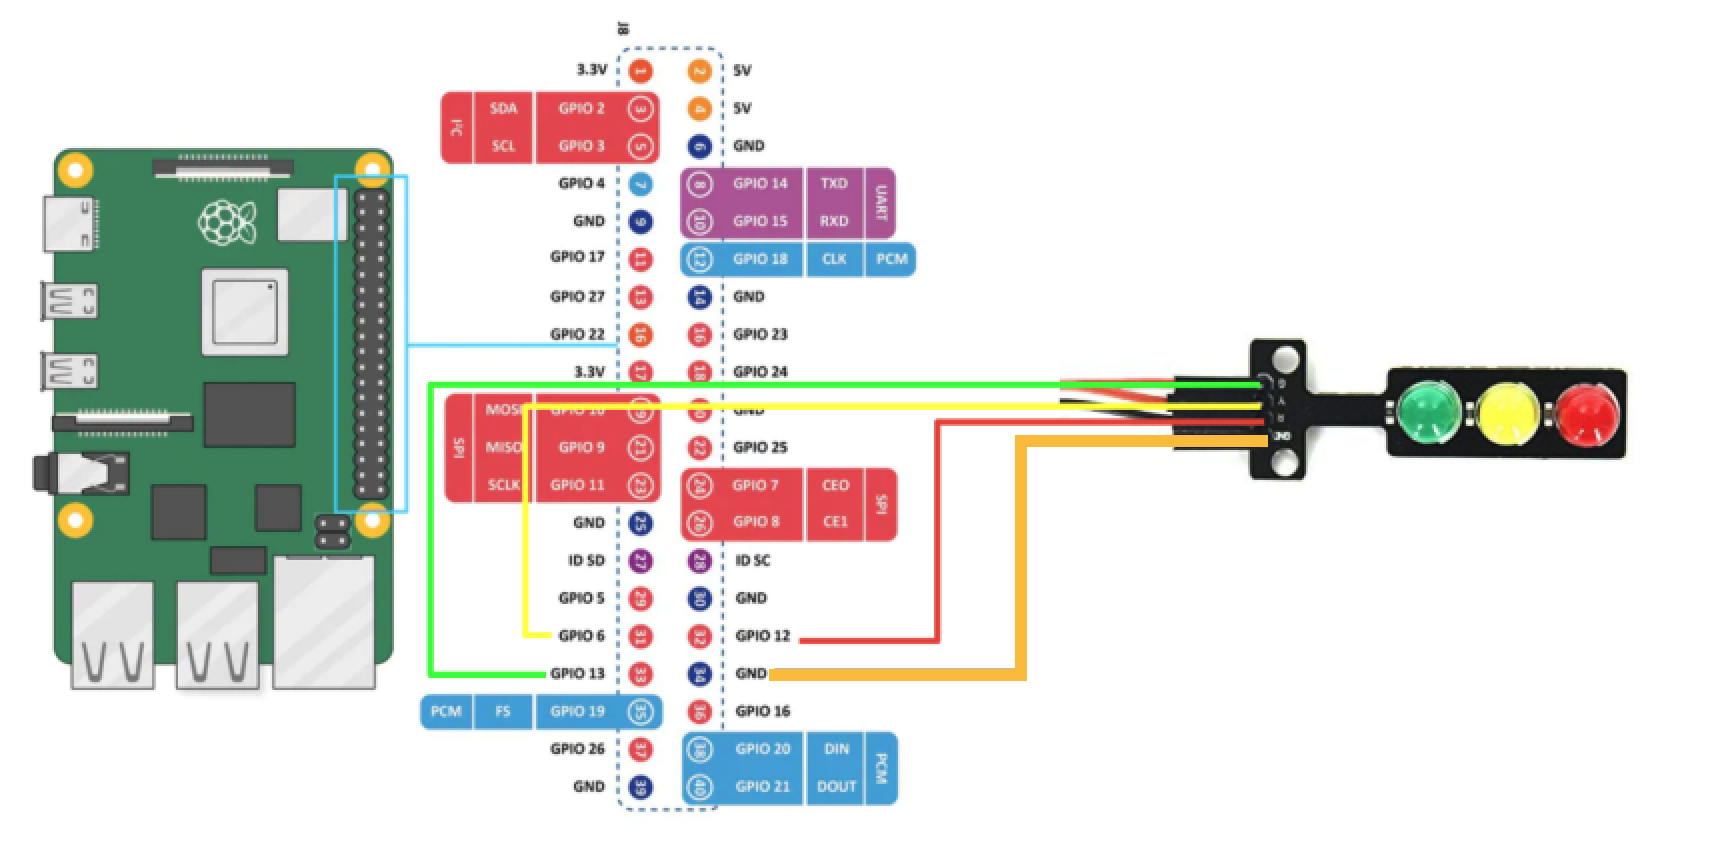 J8
3.3V 1 2 5V
I²C SDA GPIO 2 3 4 5V
SCL GPIO 3 5 6 GND
GPIO 4 7 8 GPIO 14 TXD UART
GND 9 10 GPIO 15 RXD
GPIO 17 11 12 GPIO 18 CLK PCM
GPIO 27 13 14 GND
GPIO 22 16 16 GPIO 23
3.3V 17 18 GPIO 24
MOSI GPIO 10 19 20 GND
SPI MISO GPIO 9 21 22 GPIO 25
SCLK GPIO 11 23 24 GPIO 7 CEO SPI
GND 25 26 GPIO 8 CE1
ID SD 27 28 ID SC
GPIO 5 29 30 GND
GPIO 6 31 32 GPIO 12
GPIO 13 33 34 GND
PCM FS GPIO 19 35 36 GPIO 16
GPIO 26 37 38 GPIO 20 DIN PCM
GND 39 40 GPIO 21 DOUT
G
Y
R
GND